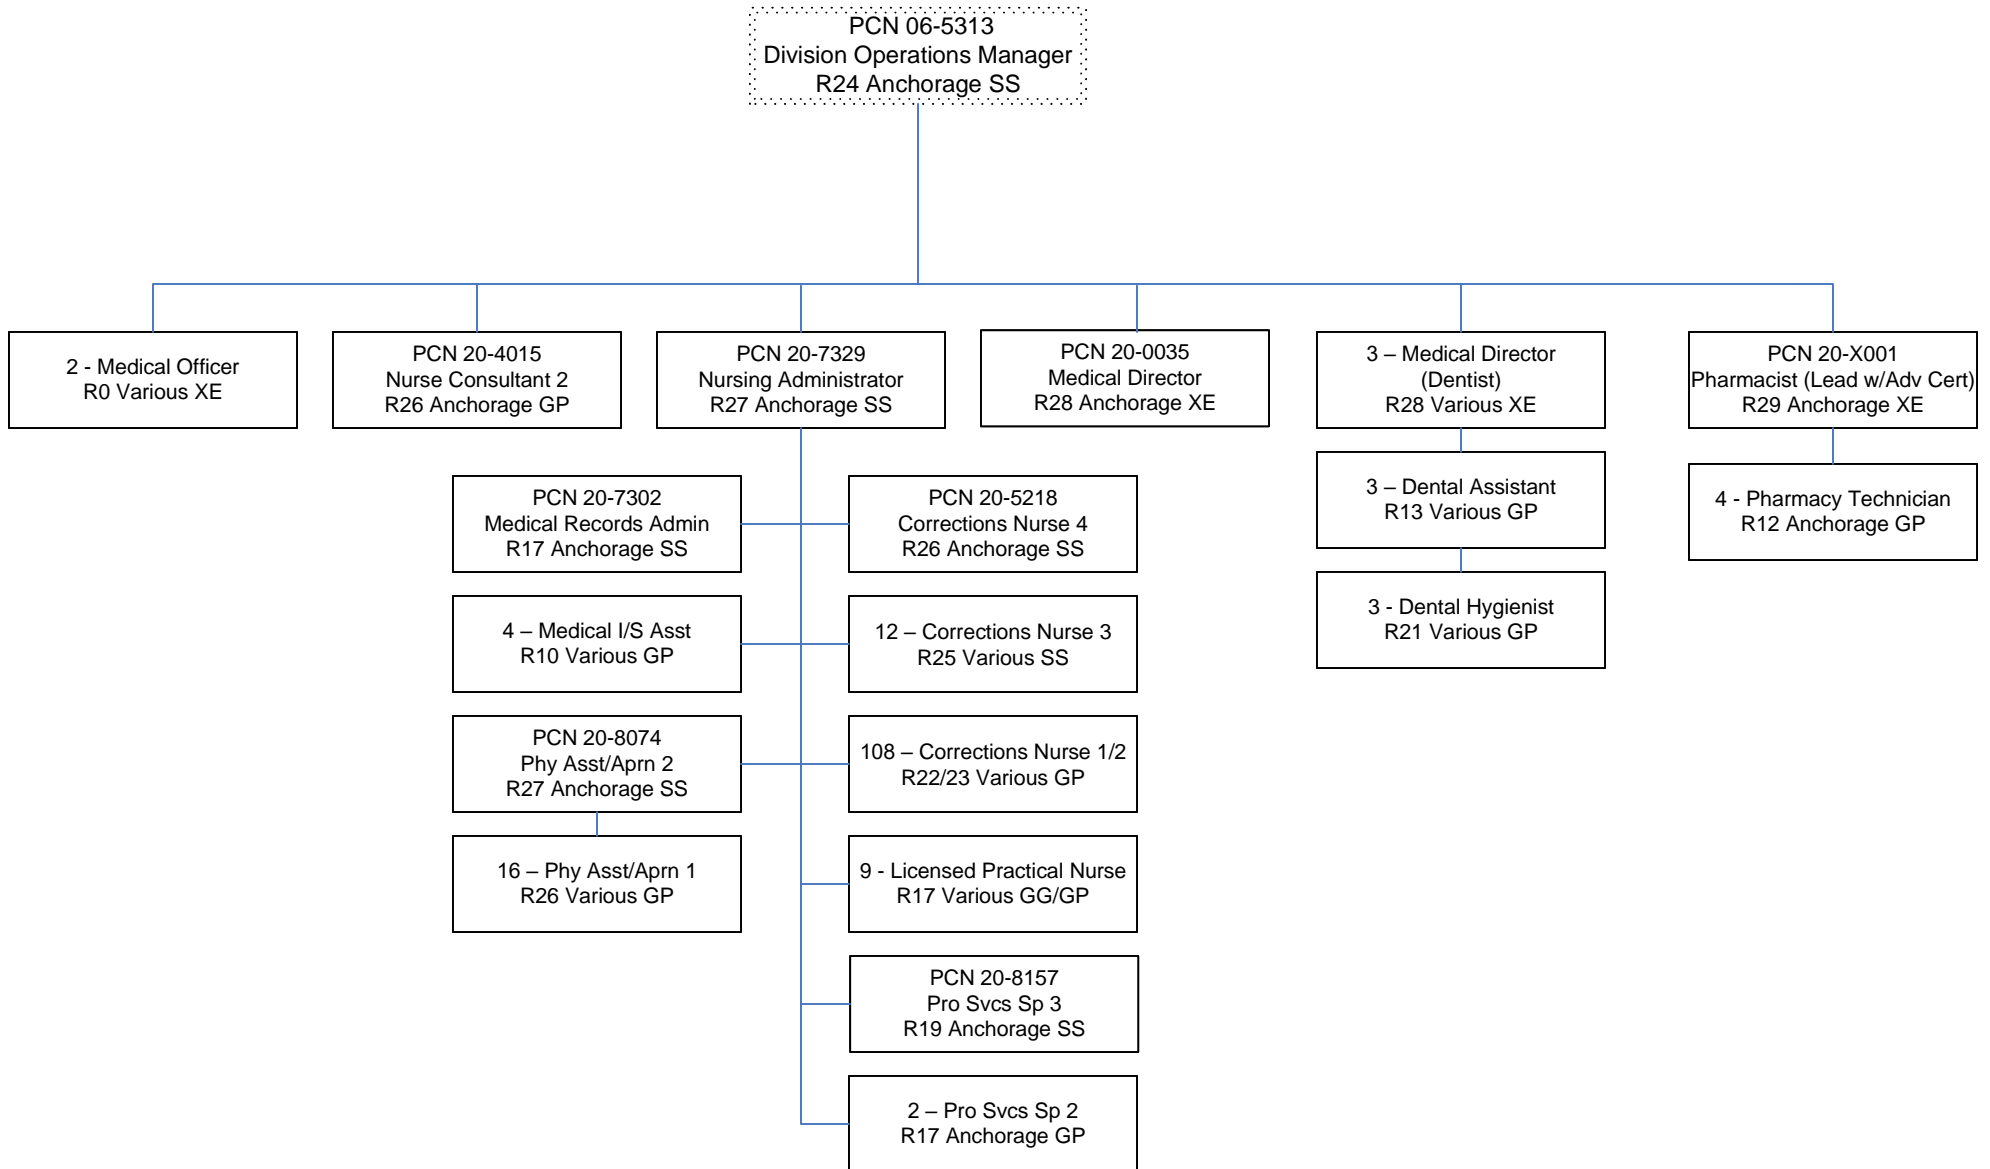 PCN 06-5313
Division Operations Manager
R24 Anchorage SS
2 - Medical Officer
R0 Various XE
PCN 20-4015
Nurse Consultant 2
R26 Anchorage GP
PCN 20-7329
Nursing Administrator
R27 Anchorage SS
PCN 20-0035
Medical Director
R28 Anchorage XE
3 – Medical Director
(Dentist)
R28 Various XE
PCN 20-X001
Pharmacist (Lead w/Adv Cert)
R29 Anchorage XE
PCN 20-7302
Medical Records Admin
R17 Anchorage SS
PCN 20-5218
Corrections Nurse 4
R26 Anchorage SS
3 – Dental Assistant
R13 Various GP
4 - Pharmacy Technician
R12 Anchorage GP
4 – Medical I/S Asst
R10 Various GP
12 – Corrections Nurse 3
R25 Various SS
3 - Dental Hygienist
R21 Various GP
PCN 20-8074
Phy Asst/Aprn 2
R27 Anchorage SS
108 – Corrections Nurse 1/2
R22/23 Various GP
16 – Phy Asst/Aprn 1
R26 Various GP
9 - Licensed Practical Nurse
R17 Various GG/GP
PCN 20-8157
Pro Svcs Sp 3
R19 Anchorage SS
2 – Pro Svcs Sp 2
R17 Anchorage GP